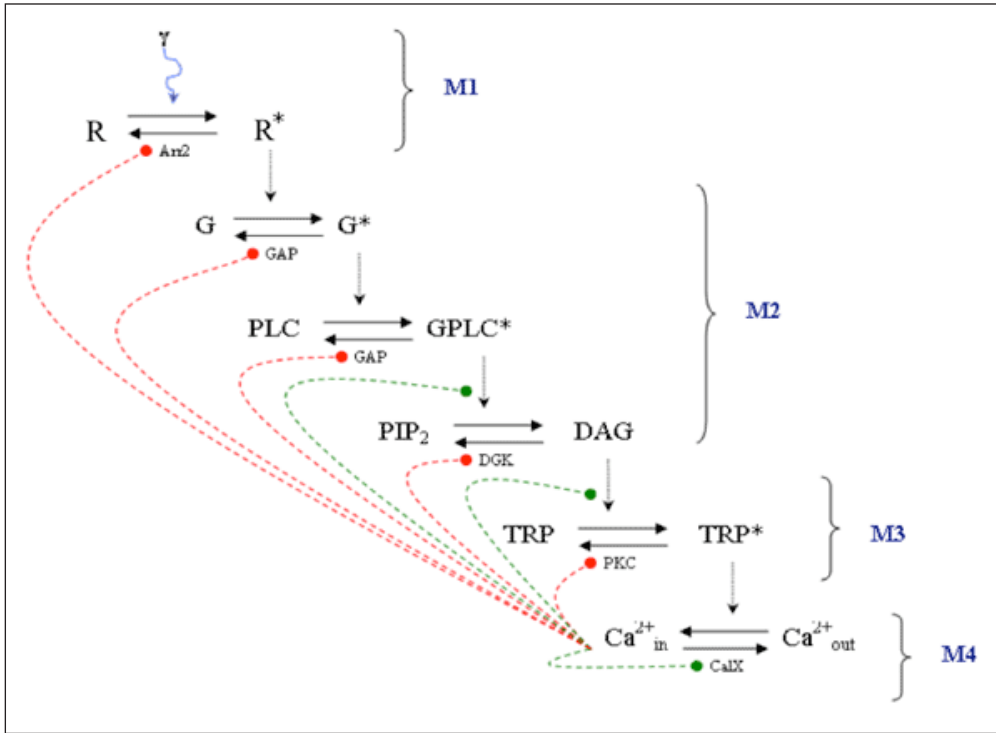 γ
M1
R R*
Arr2
G G*
GAP
M2
PLC GPLC*
GAP
PIP₂ DAG
DGK
TRP TRP*
M3
PKC
Ca²⁺in Ca²⁺out
M4
CalX